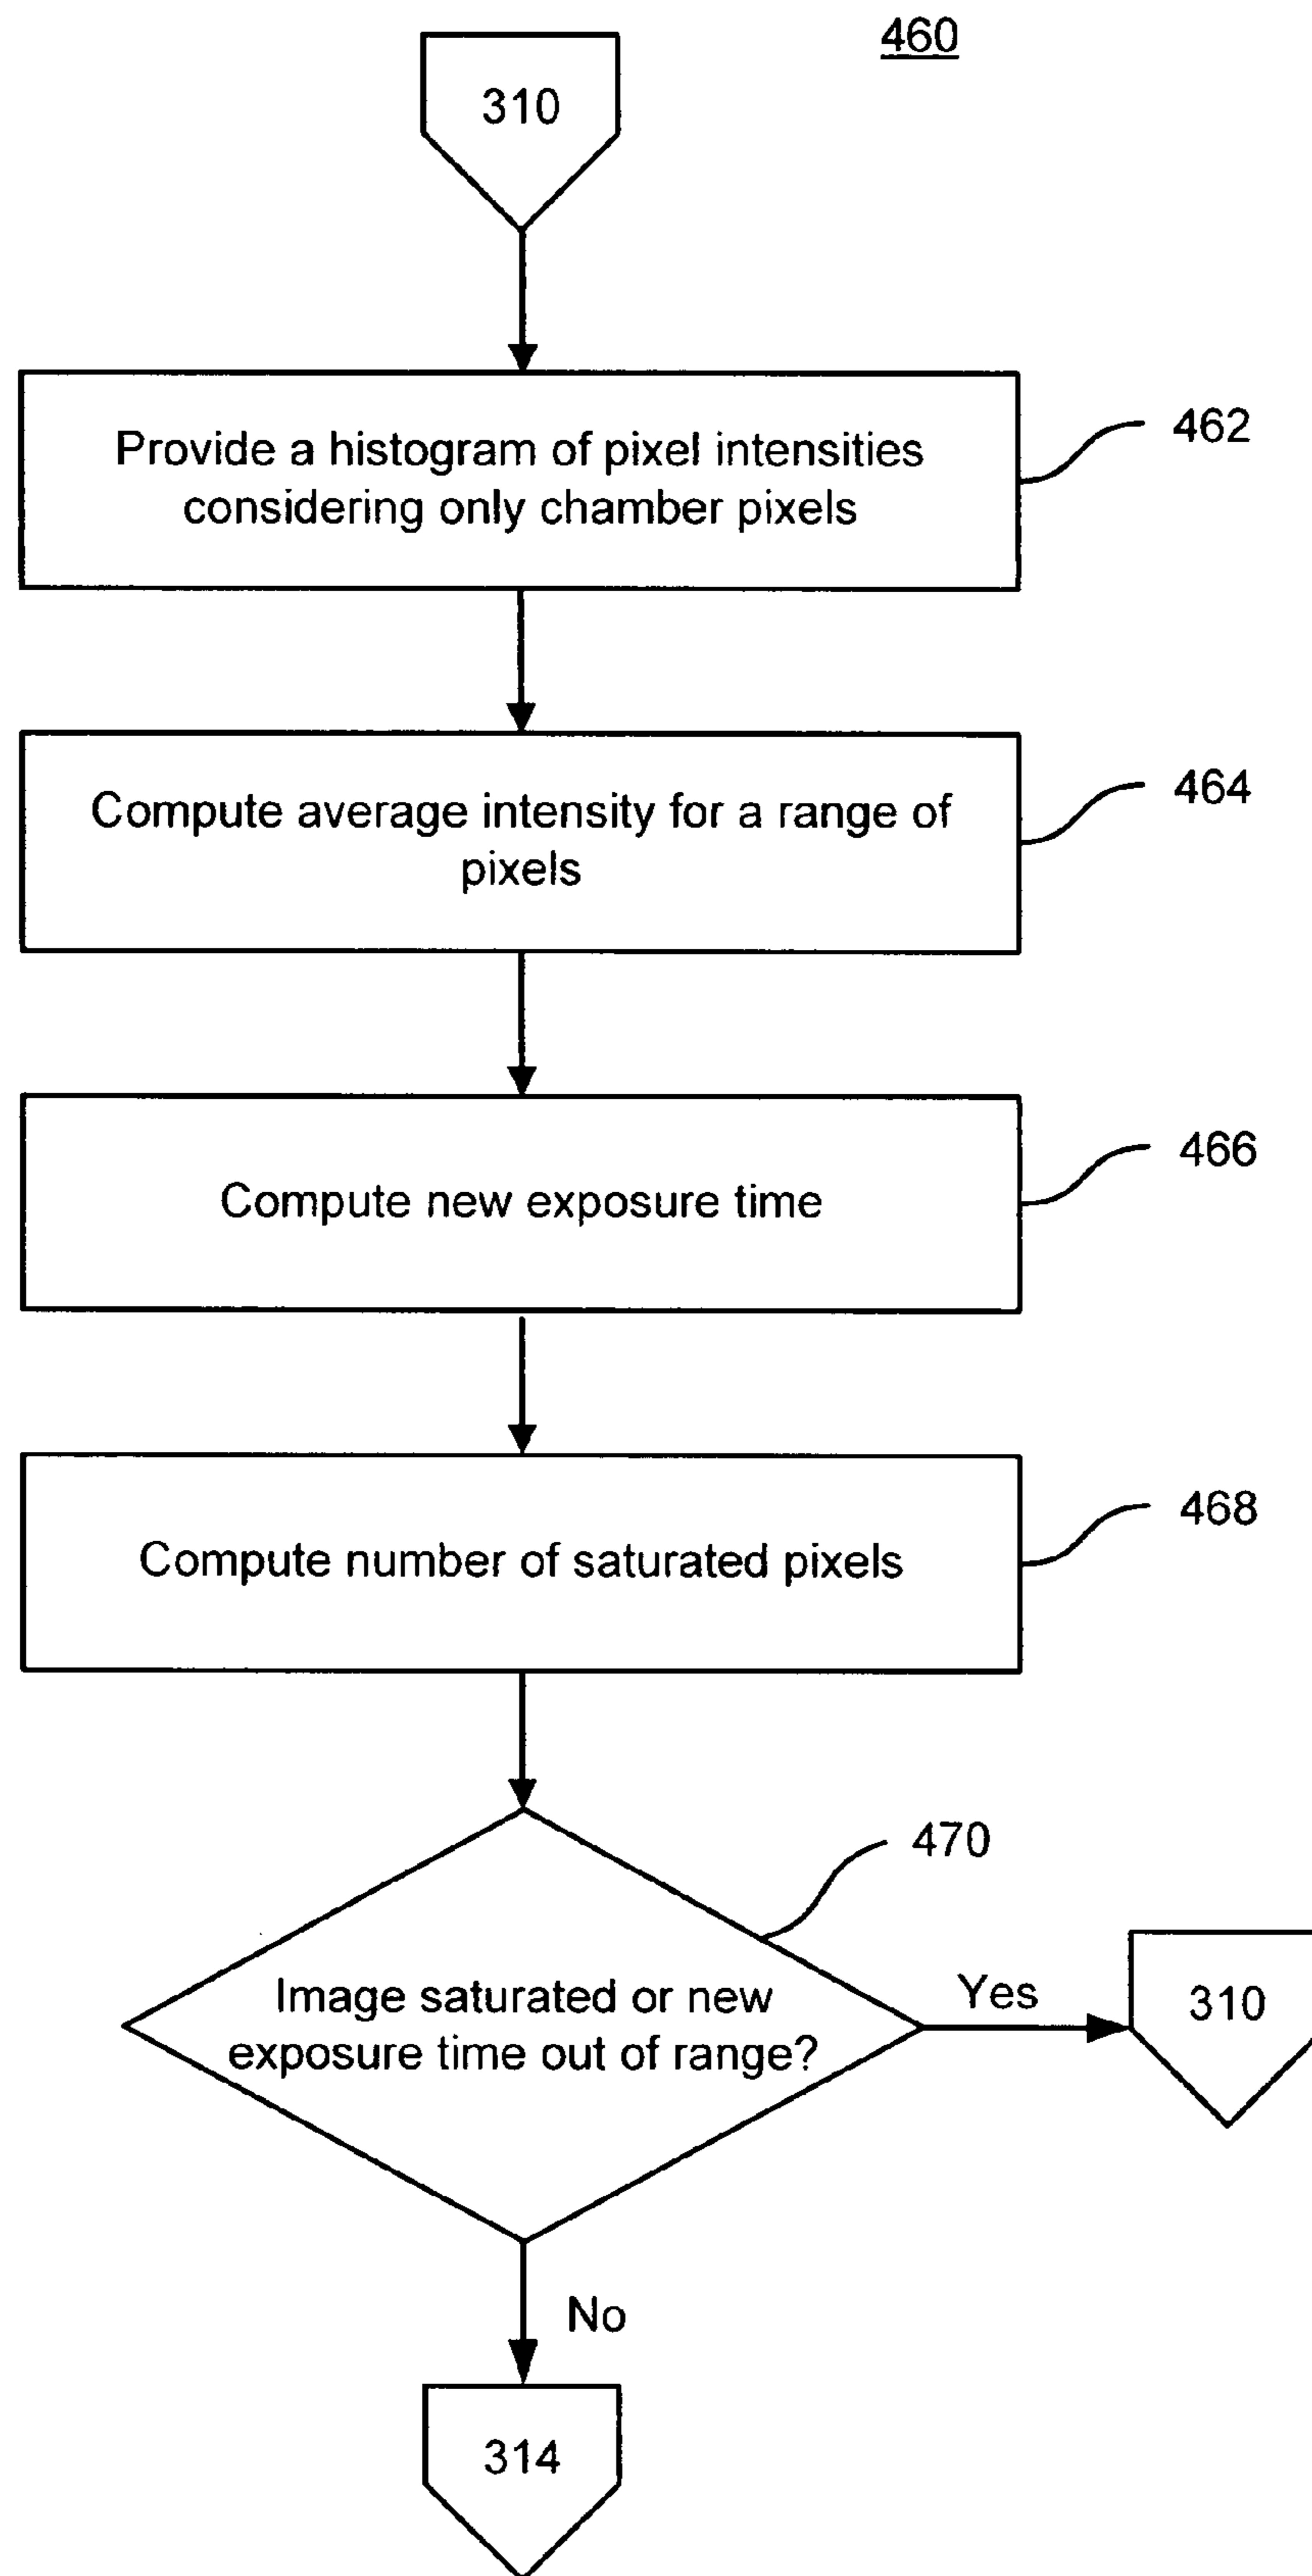 460
310
Provide a histogram of pixel intensities
considering only chamber pixels
462
Compute average intensity for a range of
pixels
464
Compute new exposure time
466
Compute number of saturated pixels
468
470
Image saturated or new
exposure time out of range?
Yes
310
No
314